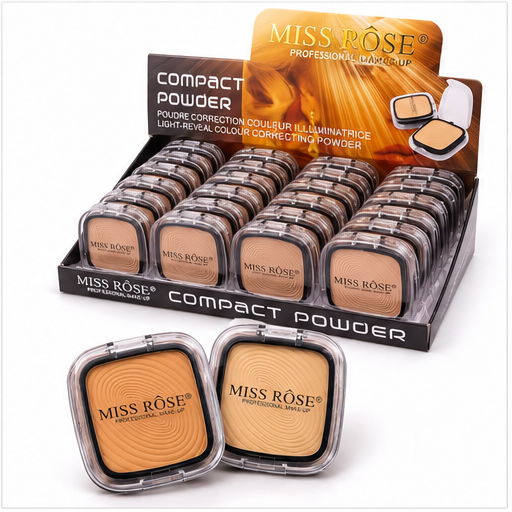 MISS RÔSE®
PROFESSIONAL MAKE-UP
COMPACT
POWDER
POUDRE CORRECTION COULEUR ILLUMINATRICE
LIGHT-REVEAL COLOUR CORRECTING POWDER
MISS RÔSE®
MISS RÔSE®
MISS RÔSE®
MISS RÔSE®
MISS RÔSE®
PROFESSIONAL MAKE-UP
COMPACT POWDER
MISS RÔSE®
PROFESSIONAL MAKE-UP
MISS RÔSE®
PROFESSIONAL MAKE-UP